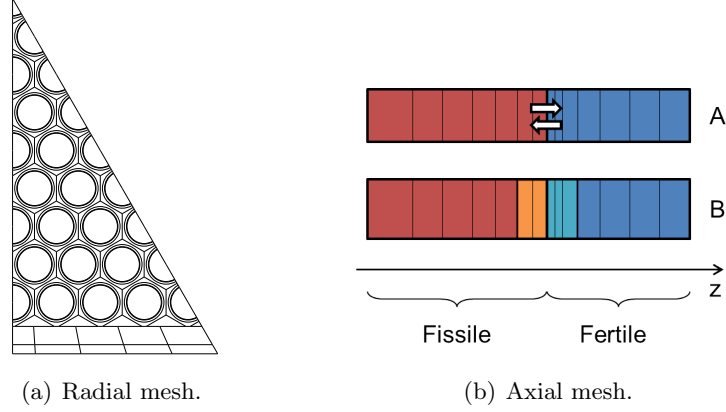 A
B
z
Fissile
Fertile
(a) Radial mesh.
(b) Axial mesh.